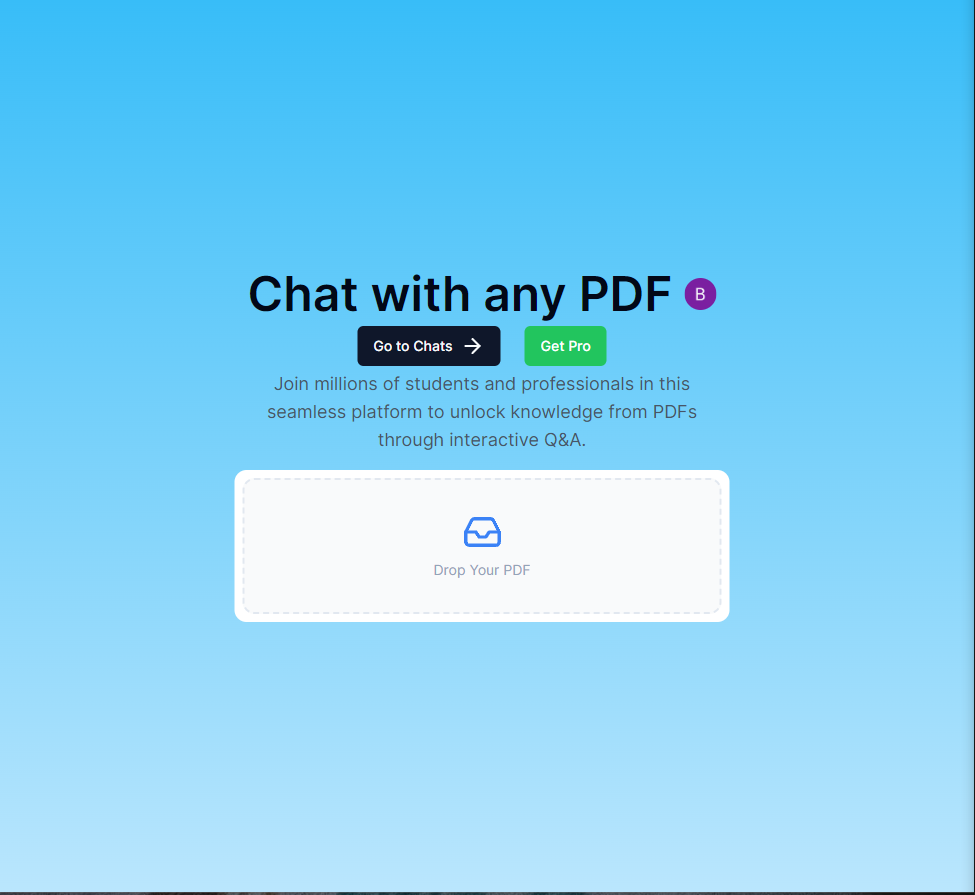 Chat with any PDF B
Go to Chats Get Pro
Join millions of students and professionals in this
seamless platform to unlock knowledge from PDFs
through interactive Q&A.
Drop Your PDF